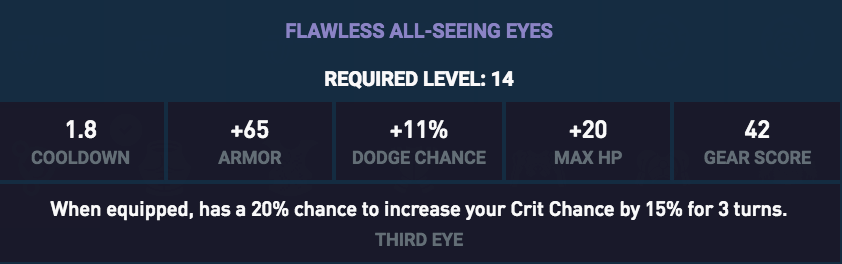 FLAWLESS ALL-SEEING EYES
REQUIRED LEVEL: 14
1.8 +65 +11% +20 42
COOLDOWN ARMOR DODGE CHANCE MAX HP GEAR SCORE
When equipped, has a 20% chance to increase your Crit Chance by 15% for 3 turns.
THIRD EYE